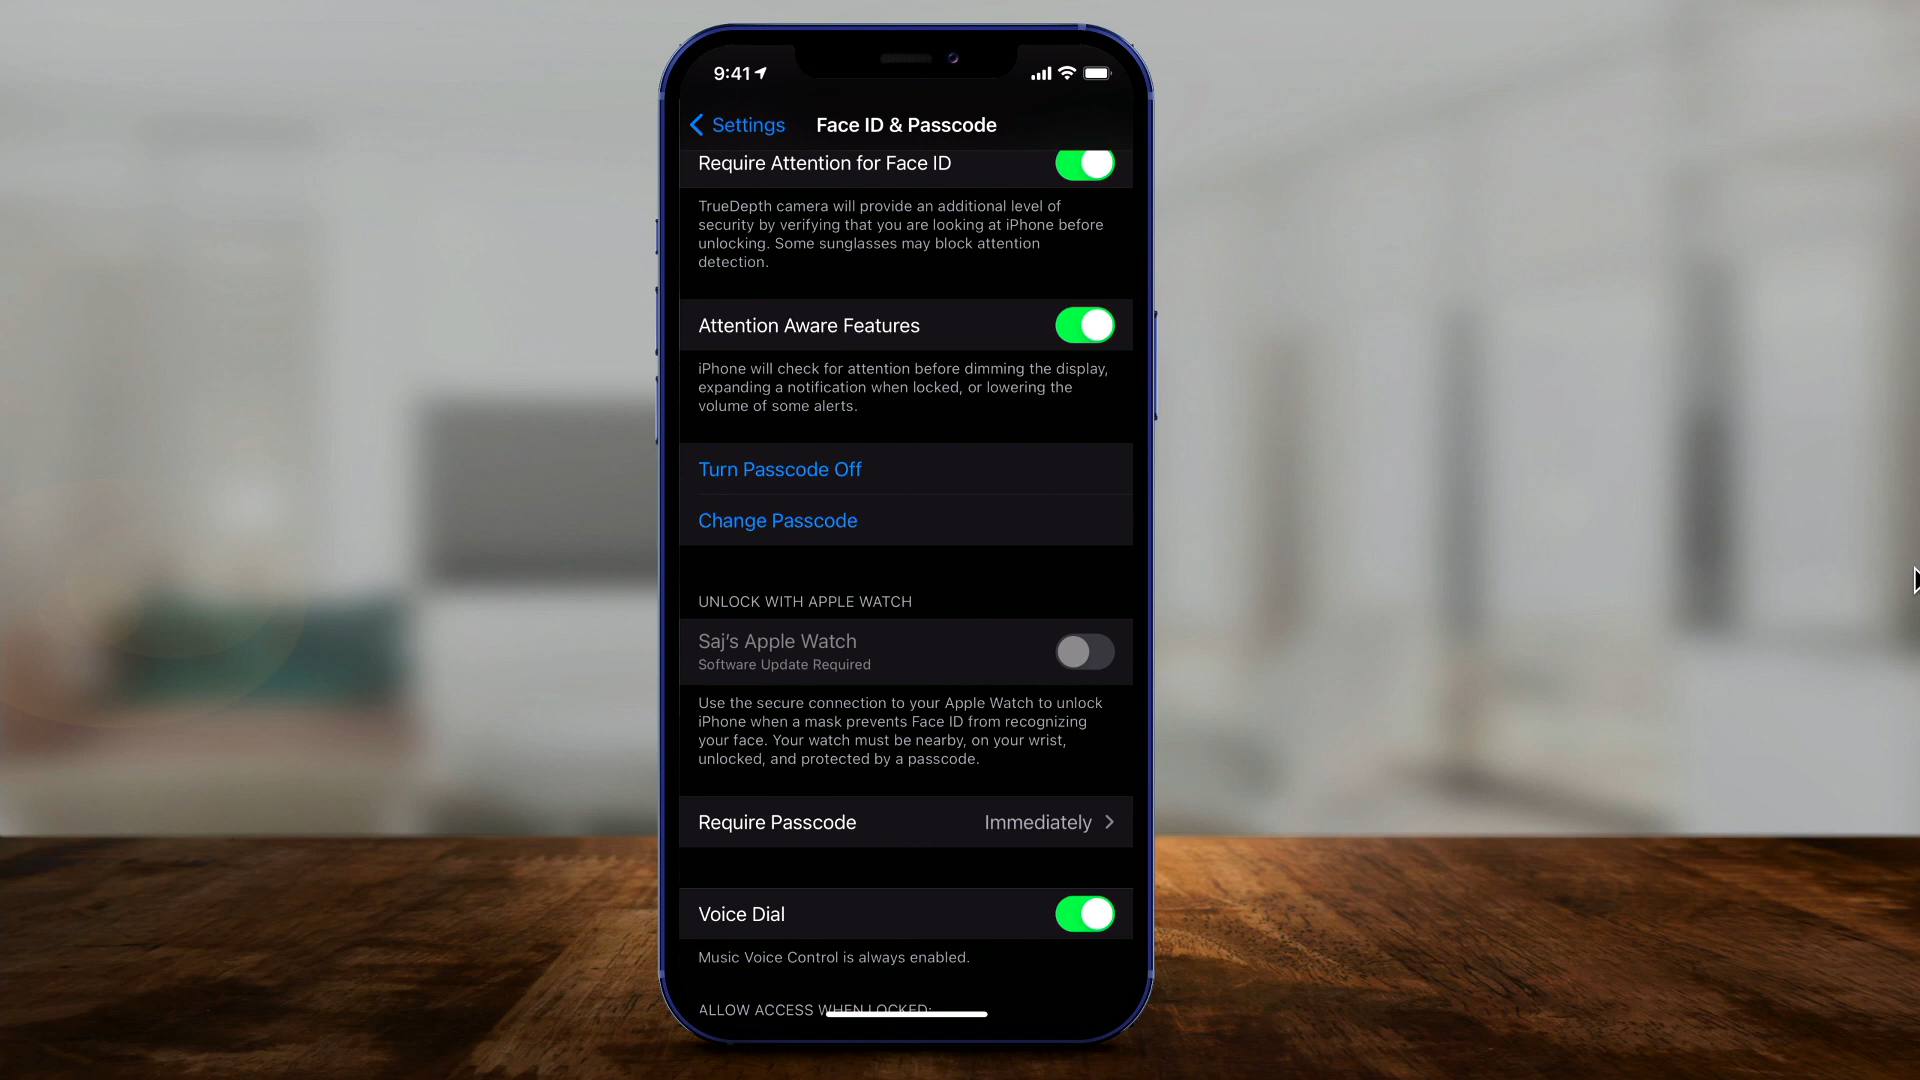 9:41
Settings
Face ID & Passcode
Require Attention for Face ID
TrueDepth camera will provide an additional level of
security by verifying that you are looking at iPhone before
unlocking. Some sunglasses may block attention
detection.
Attention Aware Features
iPhone will check for attention before dimming the display,
expanding a notification when locked, or lowering the
volume of some alerts.
Turn Passcode Off
Change Passcode
UNLOCK WITH APPLE WATCH
Saj's Apple Watch
Software Update Required
Use the secure connection to your Apple Watch to unlock
iPhone when a mask prevents Face ID from recognizing
your face. Your watch must be nearby, on your wrist,
unlocked, and protected by a passcode.
Require Passcode Immediately
Voice Dial
Music Voice Control is always enabled.
ALLOW ACCESS WHEN LOCKED: